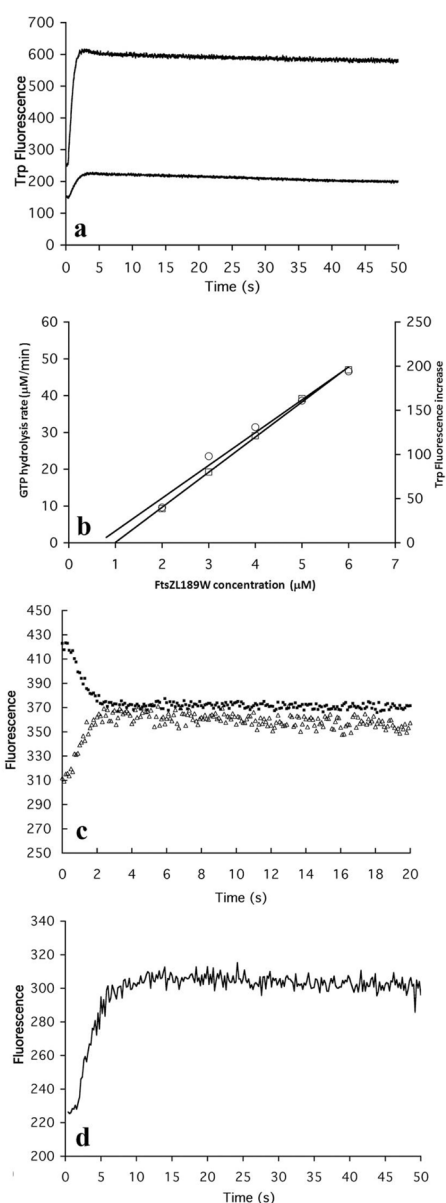 Trp Fluorescence
700
600
500
400
300
200
100
0
0 5 10 15 20 25 30 35 40 45 50
Time (s)
a
GTP hydrolysis rate (μM/min)
60
50
40
30
20
10
0
250
200
150
100
50
0
Trp Fluorescence increase
0 1 2 3 4 5 6 7
FtsZL189W concentration (μM)
b
Fluorescence
450
430
410
390
370
350
330
310
290
270
250
0 2 4 6 8 10 12 14 16 18 20
Time (s)
c
Fluorescence
340
320
300
280
260
240
220
200
0 5 10 15 20 25 30 35 40 45 50
Time (s)
d